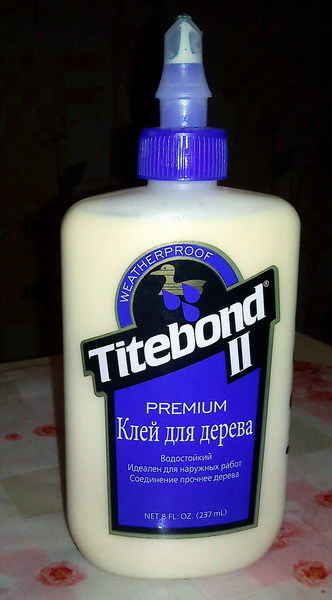 WEATHERPROOF
Titebond®
II
PREMIUM
Клей для дерева
Водостойкий
Идеален для наружных работ
Соединение прочнее дерева
NET 8 FL. OZ. (237 mL)